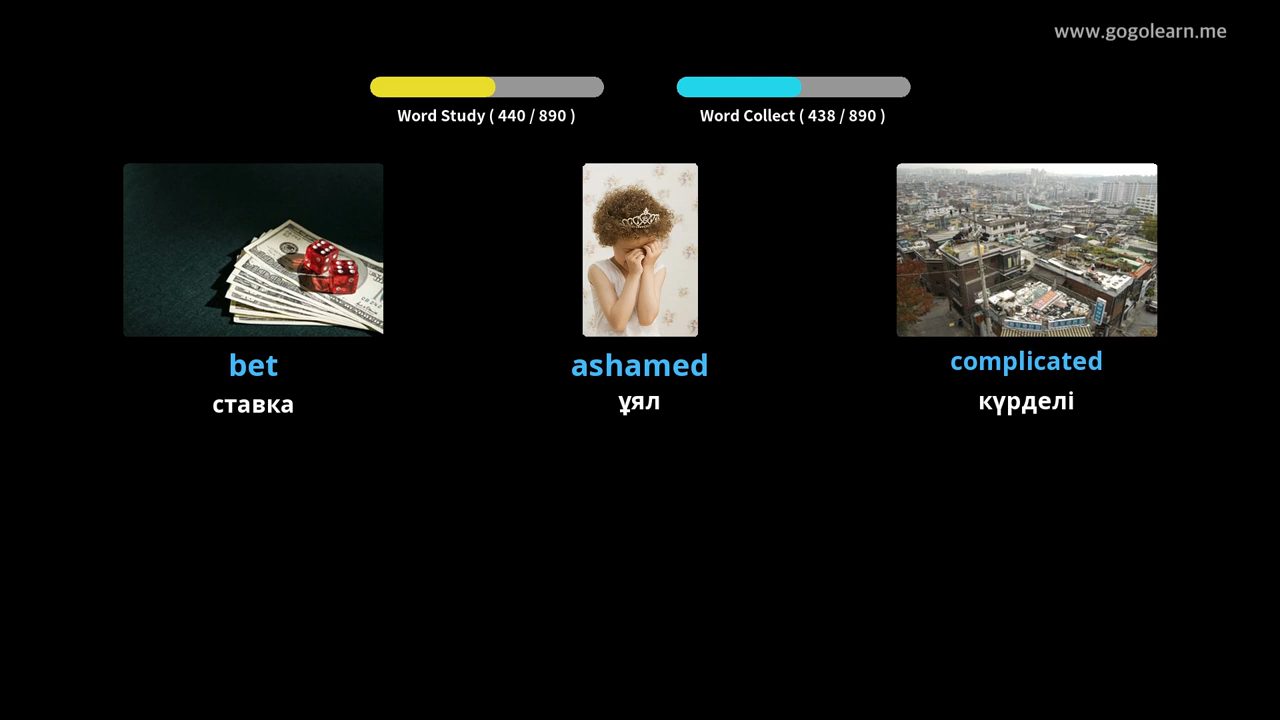 www.gogolearn.me
Word Study ( 440 / 890 )
Word Collect ( 438 / 890 )
bet
ставка
ashamed
ұял
complicated
күрделі